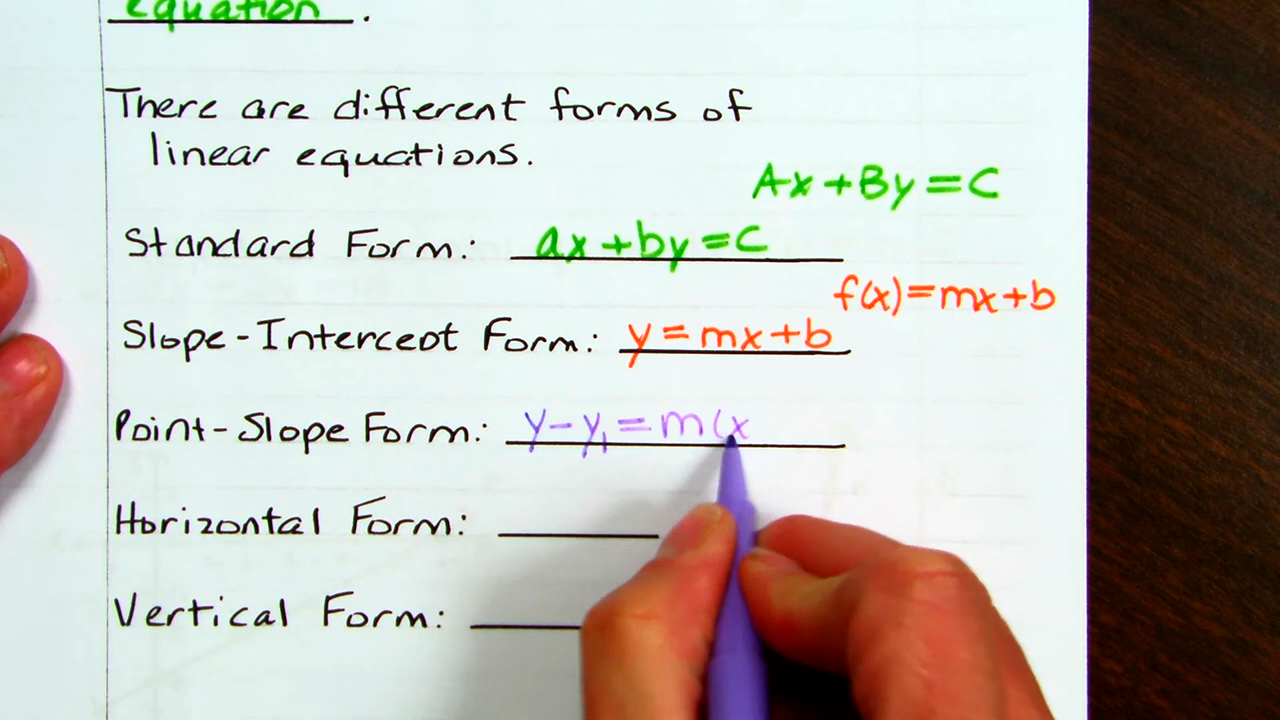 equation.
There are different forms of
linear equations.
Ax+By=C
Standard Form: ax+by=c
f(x)=mx+b
Slope-Intercept Form: y=mx+b
Point-Slope Form: y-y₁=m(x
Horizontal Form:
Vertical Form: